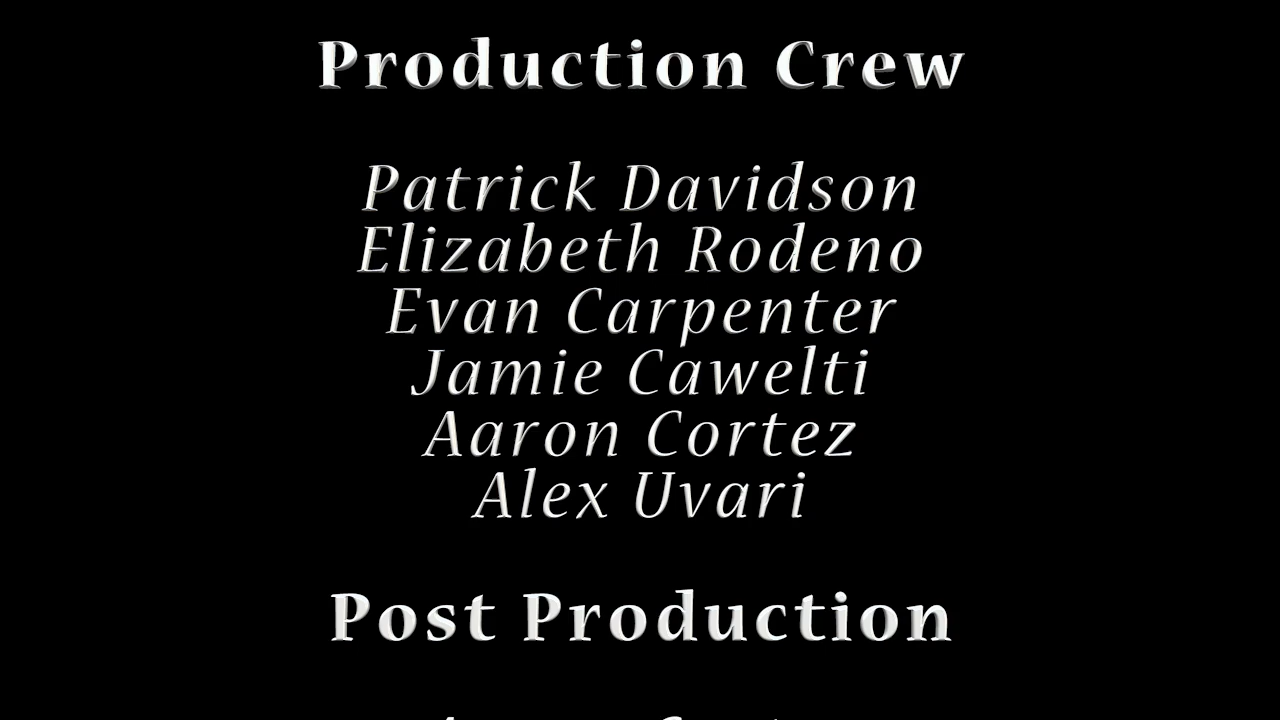 Production Crew
Patrick Davidson
Elizabeth Rodeno
Evan Carpenter
Jamie Cawelti
Aaron Cortez
Alex Uvari
Post Production